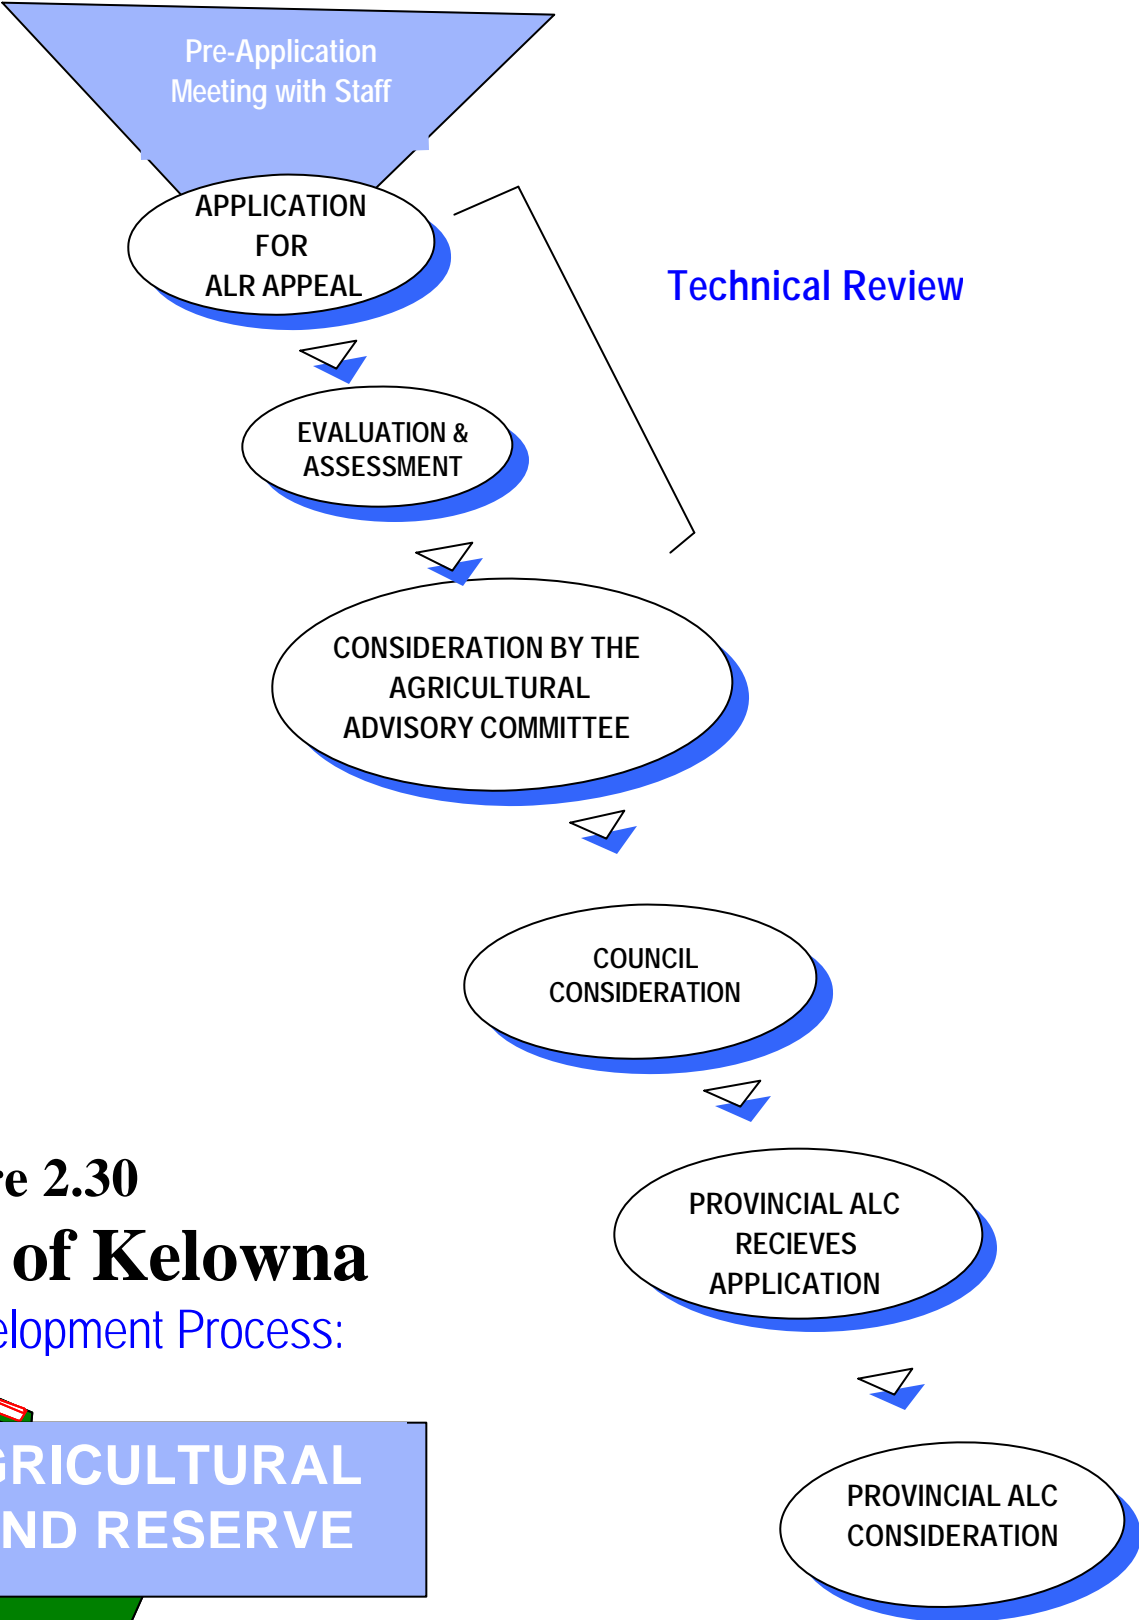 Pre-Application
Meeting with Staff
APPLICATION
FOR
ALR APPEAL
Technical Review
EVALUATION &
ASSESSMENT
CONSIDERATION BY THE
AGRICULTURAL
ADVISORY COMMITTEE
COUNCIL
CONSIDERATION
PROVINCIAL ALC
RECIEVES
APPLICATION
PROVINCIAL ALC
CONSIDERATION
re 2.30
of Kelowna
elopment Process:
GRICULTURAL
ND RESERVE